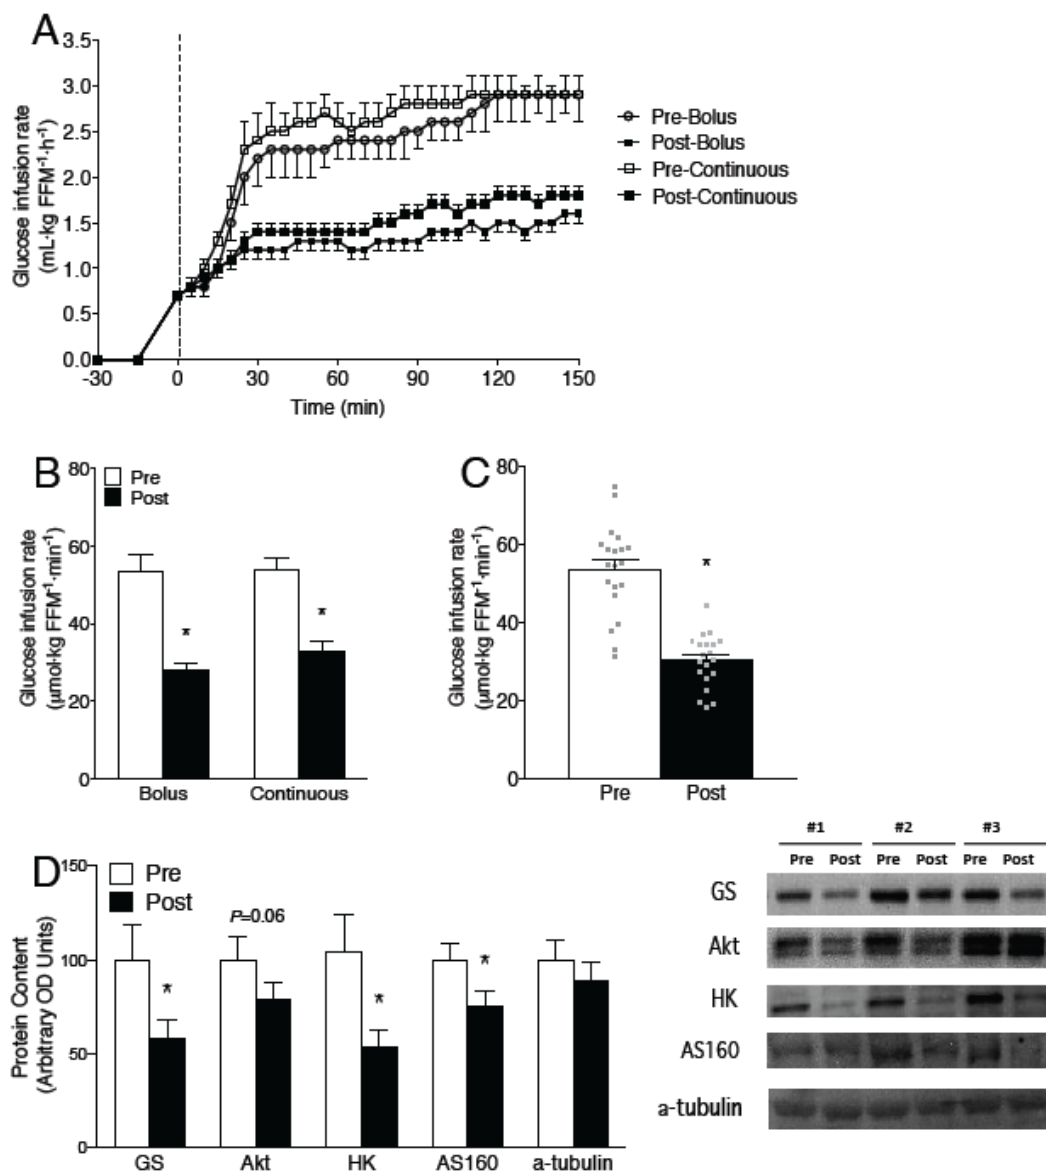 A
Glucose infusion rate
(mL·kg FFM⁻¹·h⁻¹)
3.5
3.0
2.5
2.0
1.5
1.0
0.5
0.0
-30 0 30 60 90 120 150
Time (min)
Pre-Bolus
Post-Bolus
Pre-Continuous
Post-Continuous
B
Pre
Post
Glucose infusion rate
(µmol·kg FFM⁻¹·min⁻¹)
80
60
40
20
0
* *
Bolus Continuous
C
Glucose infusion rate
(µmol·kg FFM⁻¹·min⁻¹)
80
60
40
20
0
*
Pre Post
D
Pre
Post
Protein Content
(Arbitrary OD Units)
150
100
50
0
P=0.06
* * *
GS Akt HK AS160 a-tubulin
#1 #2 #3
Pre Post Pre Post Pre Post
GS
Akt
HK
AS160
a-tubulin